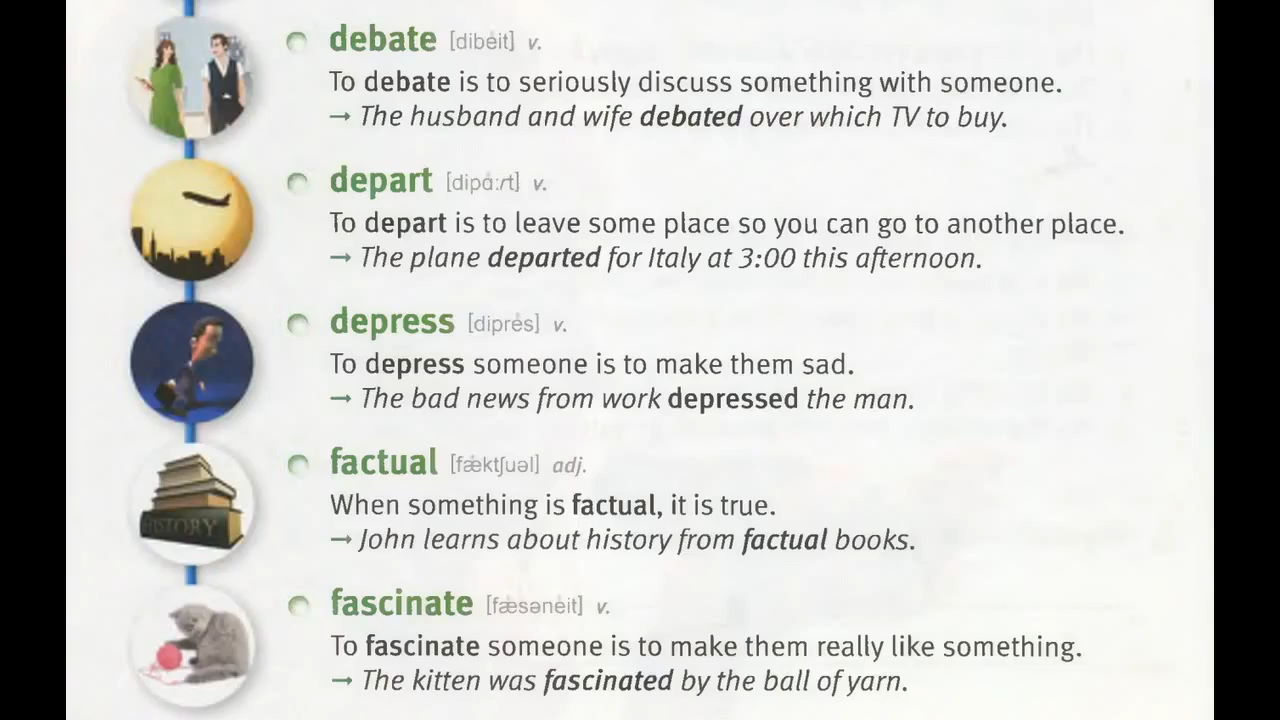 debate [dibéit] v.
To debate is to seriously discuss something with someone.
→ The husband and wife debated over which TV to buy.
depart [dipáːrt] v.
To depart is to leave some place so you can go to another place.
→ The plane departed for Italy at 3:00 this afternoon.
depress [diprés] v.
To depress someone is to make them sad.
→ The bad news from work depressed the man.
factual [fǽktʃuəl] adj.
When something is factual, it is true.
→ John learns about history from factual books.
HISTORY
fascinate [fǽsənèit] v.
To fascinate someone is to make them really like something.
→ The kitten was fascinated by the ball of yarn.